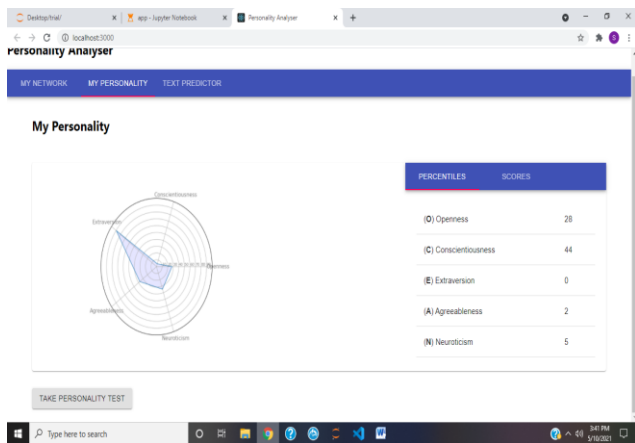 Desktop/trial/
app - Jupyter Notebook
Personality Analyser
localhost:3000
S
Personality Analyser
MY NETWORK MY PERSONALITY TEXT PREDICTOR
My Personality
PERCENTILES SCORES
Conscientiousness
Extraversion
Openness
Agreeableness
Neuroticism
(O) Openness 28
(C) Conscientiousness 44
(E) Extraversion 0
(A) Agreeableness 2
(N) Neuroticism 5
TAKE PERSONALITY TEST
Type here to search
3:41 PM
5/10/2021